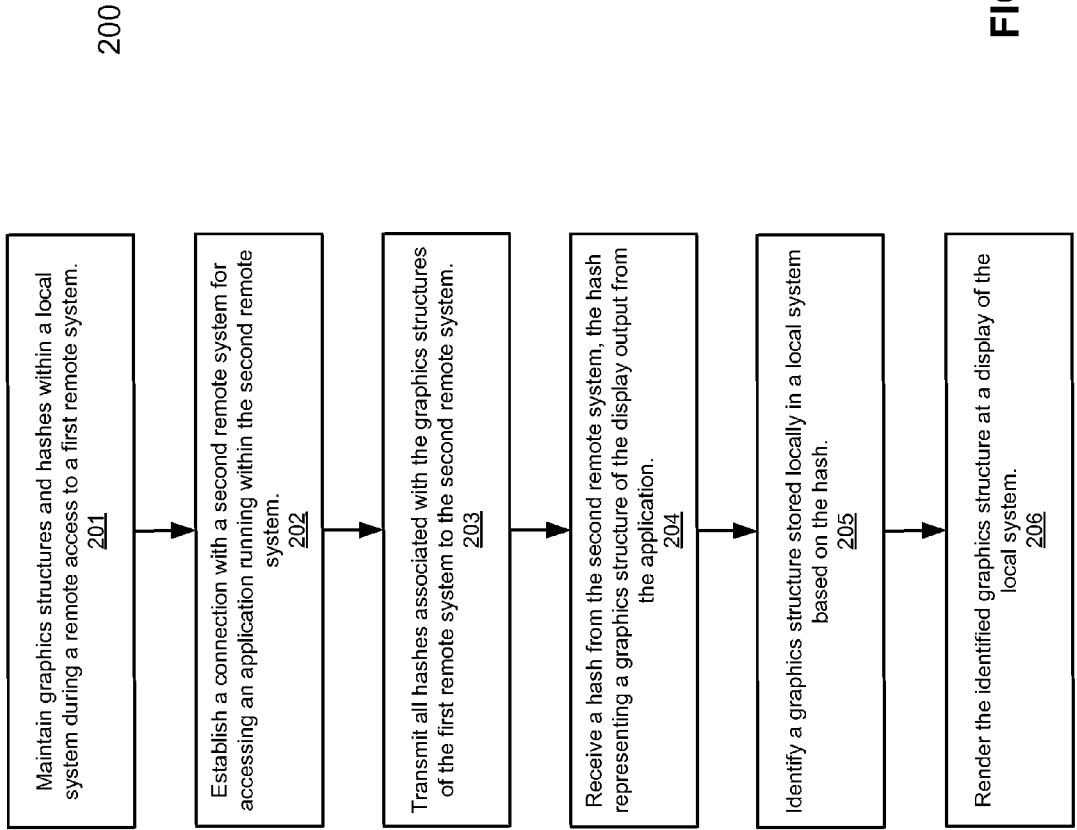 200
Maintain graphics structures and hashes within a local
system during a remote access to a first remote system.
201
Establish a connection with a second remote system for
accessing an application running within the second remote
system.
202
Transmit all hashes associated with the graphics structures
of the first remote system to the second remote system.
203
Receive a hash from the second remote system, the hash
representing a graphics structure of the display output from
the application.
204
Identify a graphics structure stored locally in a local system
based on the hash.
205
Render the identified graphics structure at a display of the
local system.
206